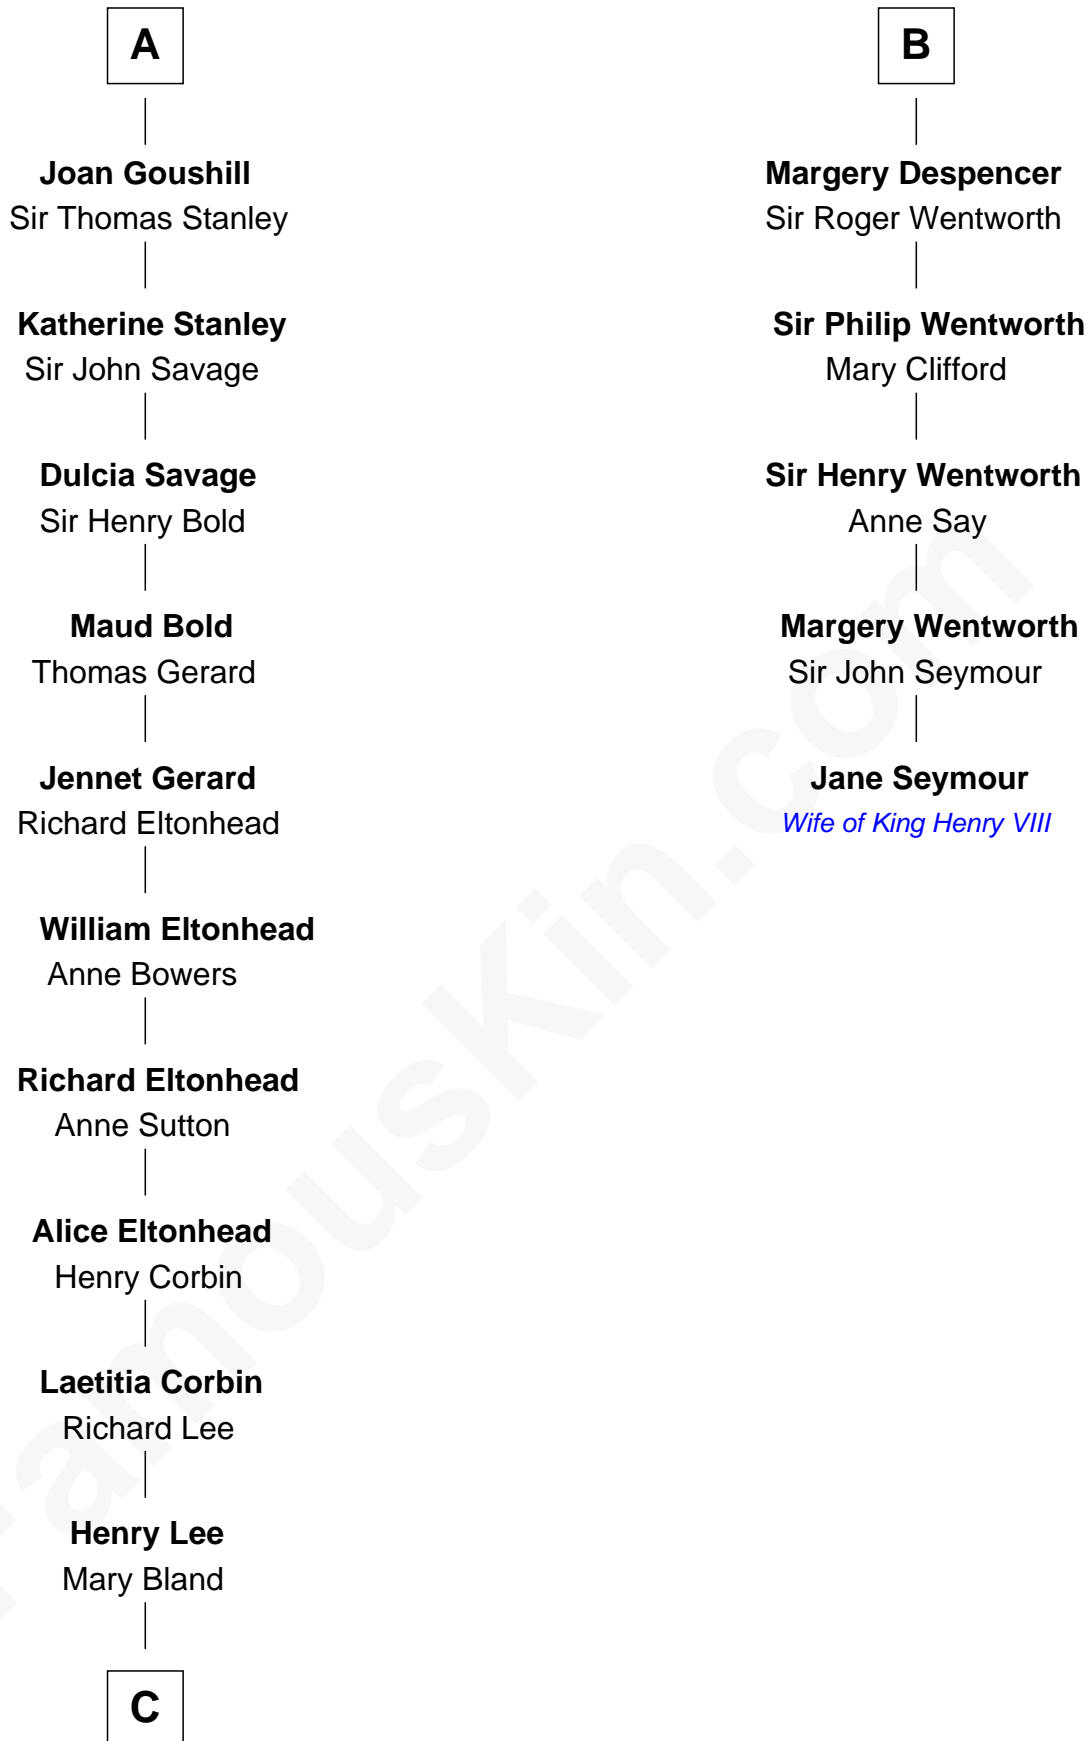 A
Joan Goushill
Sir Thomas Stanley
Katherine Stanley
Sir John Savage
Dulcia Savage
Sir Henry Bold
Maud Bold
Thomas Gerard
Jennet Gerard
Richard Eltonhead
William Eltonhead
Anne Bowers
Richard Eltonhead
Anne Sutton
Alice Eltonhead
Henry Corbin
Laetitia Corbin
Richard Lee
Henry Lee
Mary Bland
C
B
Margery Despencer
Sir Roger Wentworth
Sir Philip Wentworth
Mary Clifford
Sir Henry Wentworth
Anne Say
Margery Wentworth
Sir John Seymour
Jane Seymour
Wife of King Henry VIII
FamousKin.com